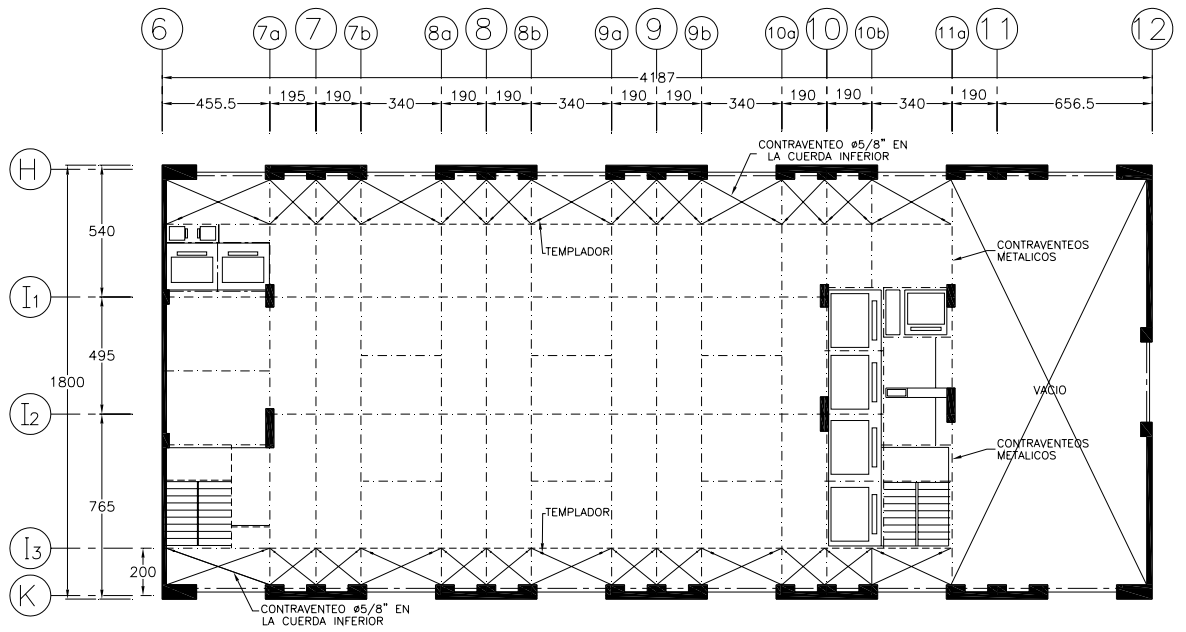 6 7a 7 7b 8a 8 8b 9a 9 9b 10a 10 10b 11a 11 12
4187
455.5 195 190 340 190 190 340 190 190 340 190 190 340 190 656.5
CONTRAVENTEO ø5/8" EN
LA CUERDA INFERIOR
H
540
TEMPLADOR
CONTRAVENTEOS
METALICOS
I1
495
1800
VACIO
I2
CONTRAVENTEOS
METALICOS
765
TEMPLADOR
I3
200
K
CONTRAVENTEO ø5/8" EN
LA CUERDA INFERIOR